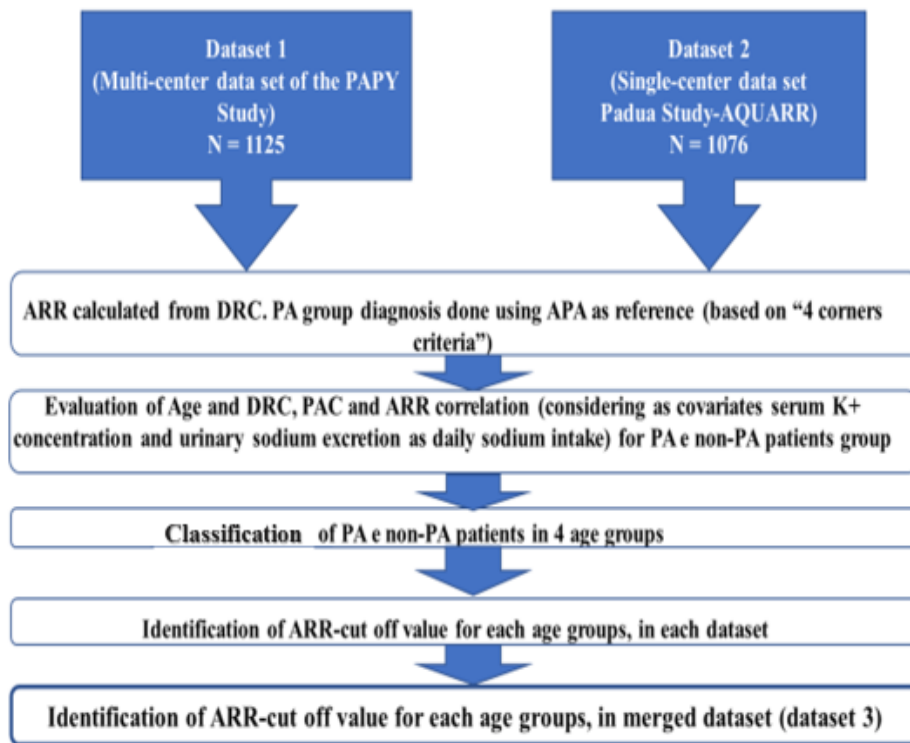 Dataset 1
(Multi-center data set of the PAPY
Study)
N = 1125
Dataset 2
(Single-center data set
Padua Study-AQUARR)
N = 1076
ARR calculated from DRC. PA group diagnosis done using APA as reference (based on “4 corners
criteria”)
Evaluation of Age and DRC, PAC and ARR correlation (considering as covariates serum K+
concentration and urinary sodium excretion as daily sodium intake) for PA e non-PA patients group
Classification of PA e non-PA patients in 4 age groups
Identification of ARR-cut off value for each age groups, in each dataset
Identification of ARR-cut off value for each age groups, in merged dataset (dataset 3)